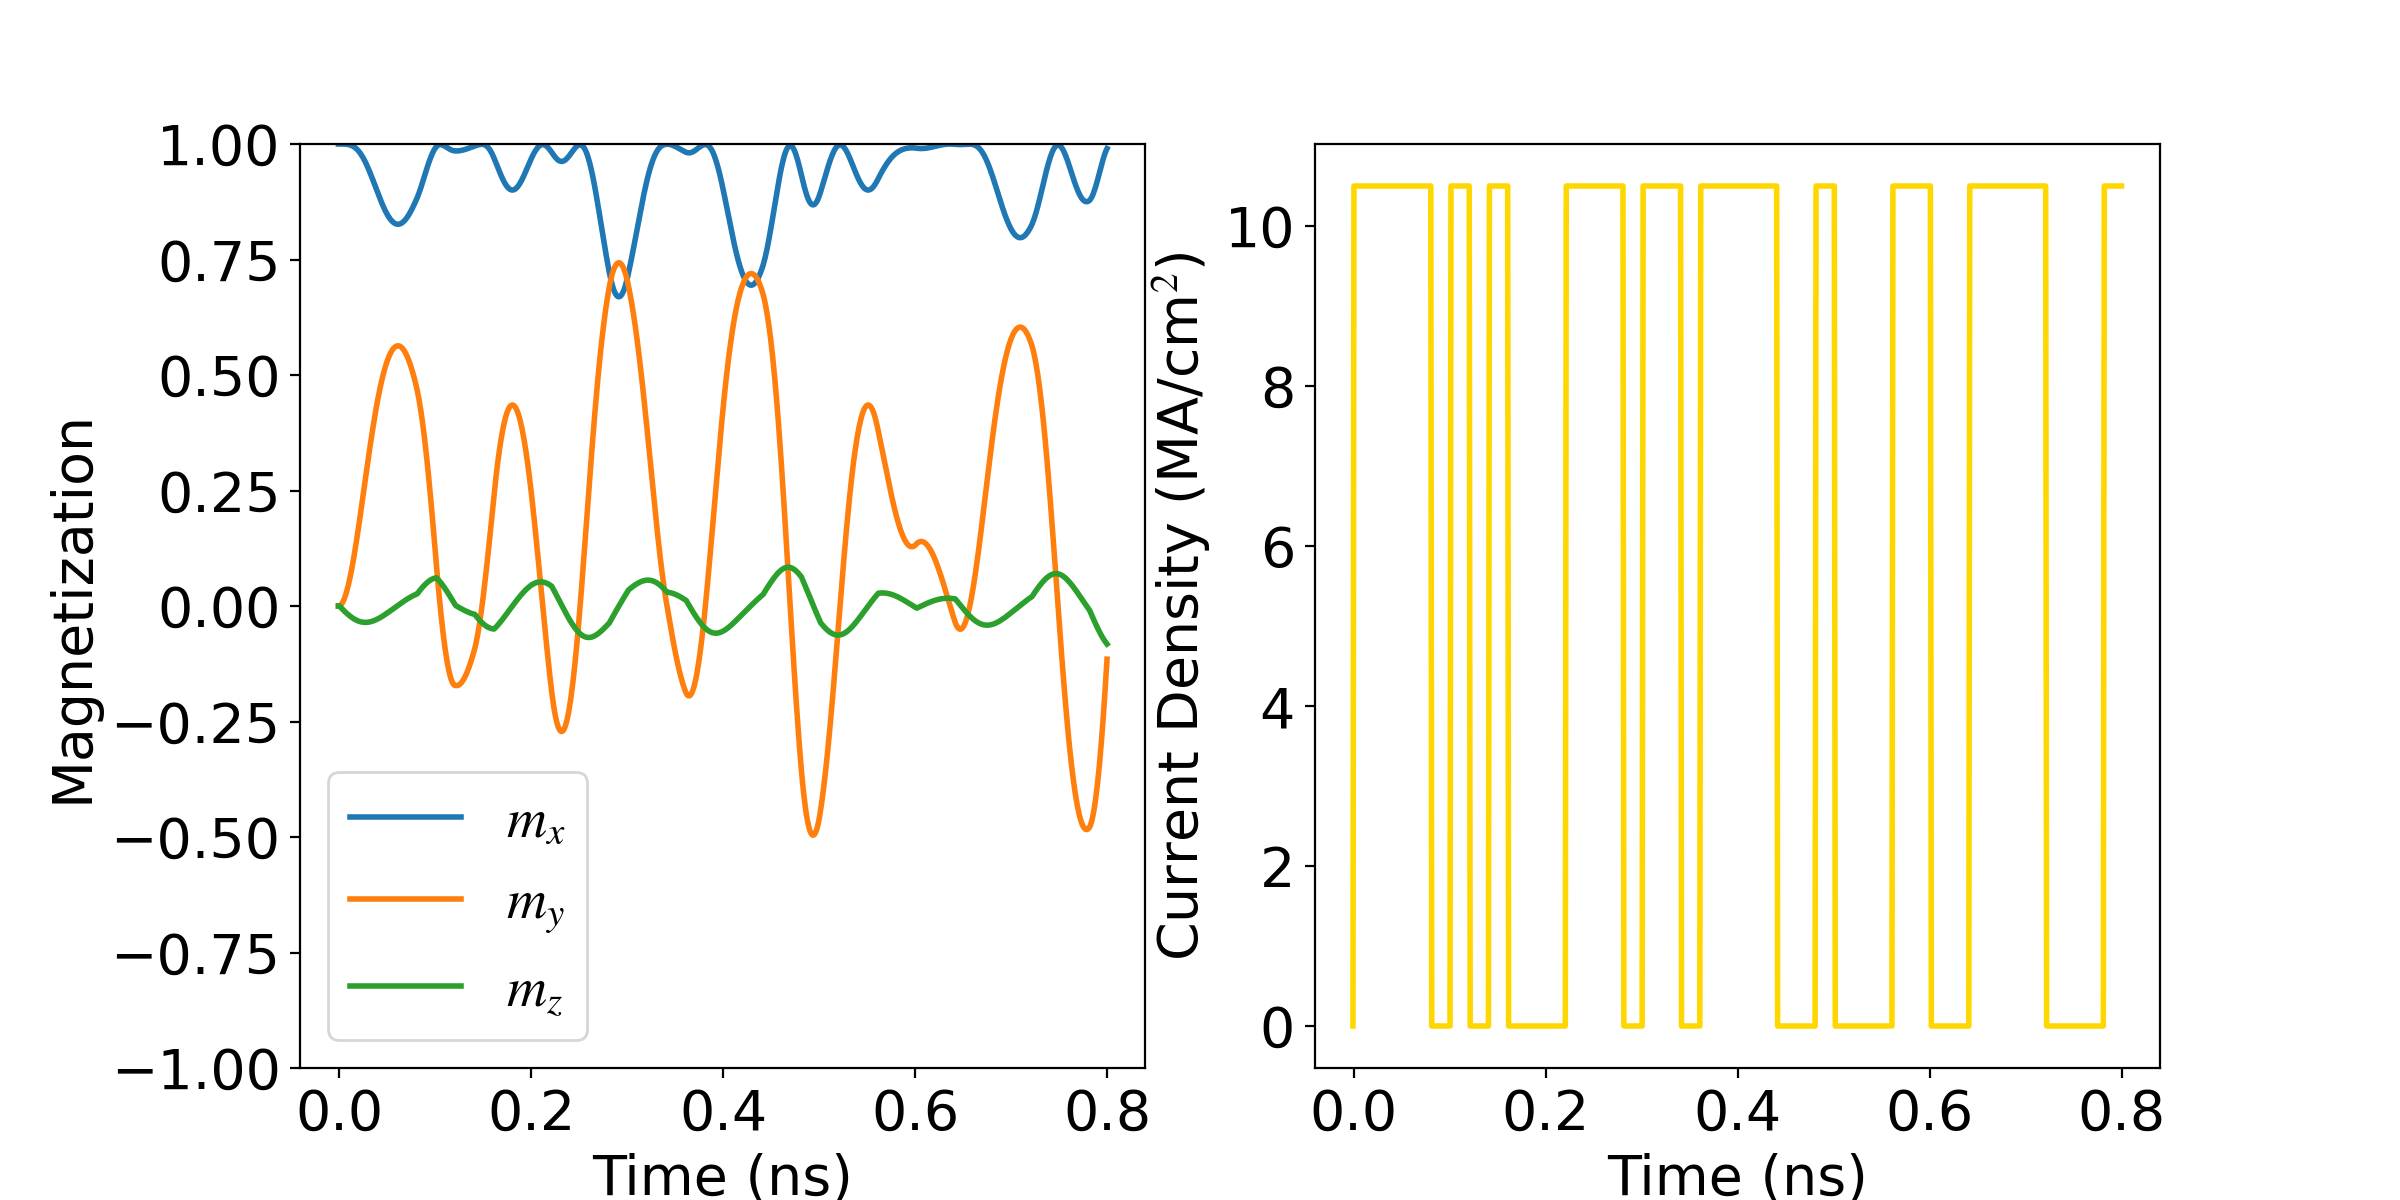 1.00
0.75
0.50
0.25
0.00
−0.25
−0.50
−0.75
−1.00
Magnetization
m_x
m_y
m_z
0.0 0.2 0.4 0.6 0.8
Time (ns)
10
8
6
4
2
0
Current Density (MA/cm²)
0.0 0.2 0.4 0.6 0.8
Time (ns)